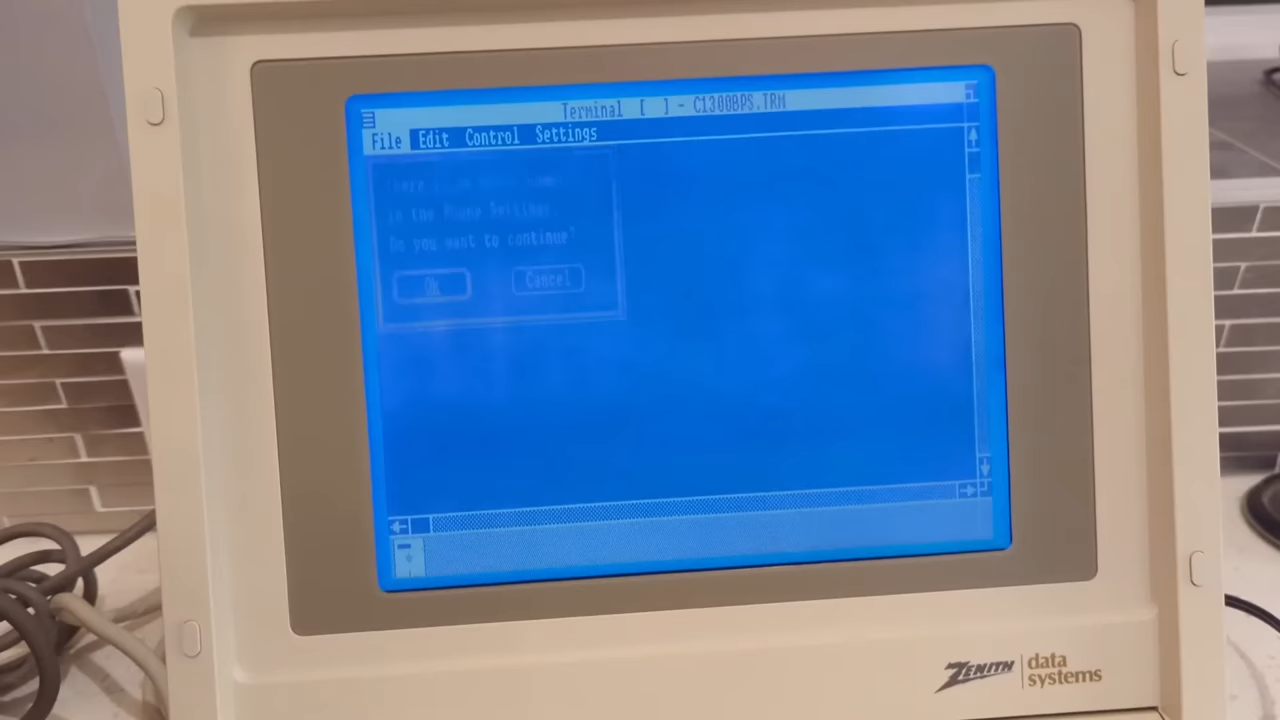 Terminal [ ] - C1300BPS.TRM
File Edit Control Settings
in the Phone Settings.
Do you want to continue?
Ok Cancel
ZENITH data systems